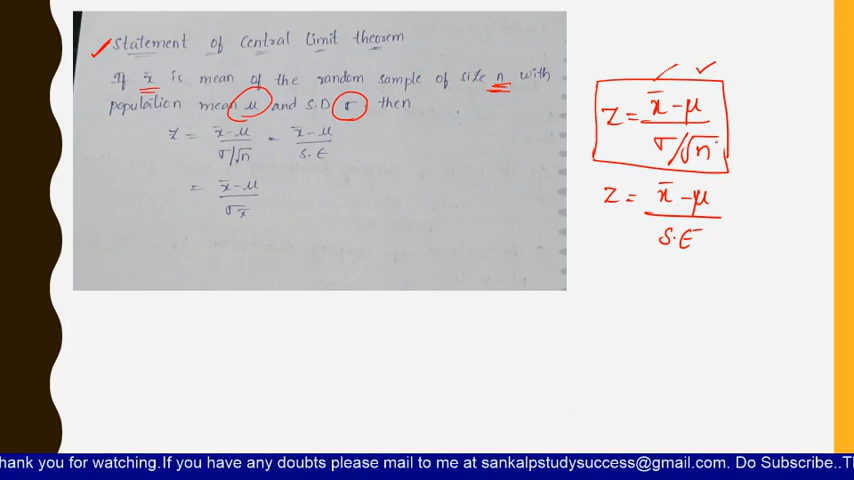 Statement of Central Limit theorem
If x̄ is mean of the random sample of size n with
population mean μ and S.D σ then
Z = x̄-μ / σ/√n = x̄-μ / S.E
= x̄-μ / σx̄
Z = x̄-μ / σ/√n
Z = x̄-μ / S.E
hank you for watching.If you have any doubts please mail to me at sankalpstudysuccess@gmail.com. Do Subscribe..T